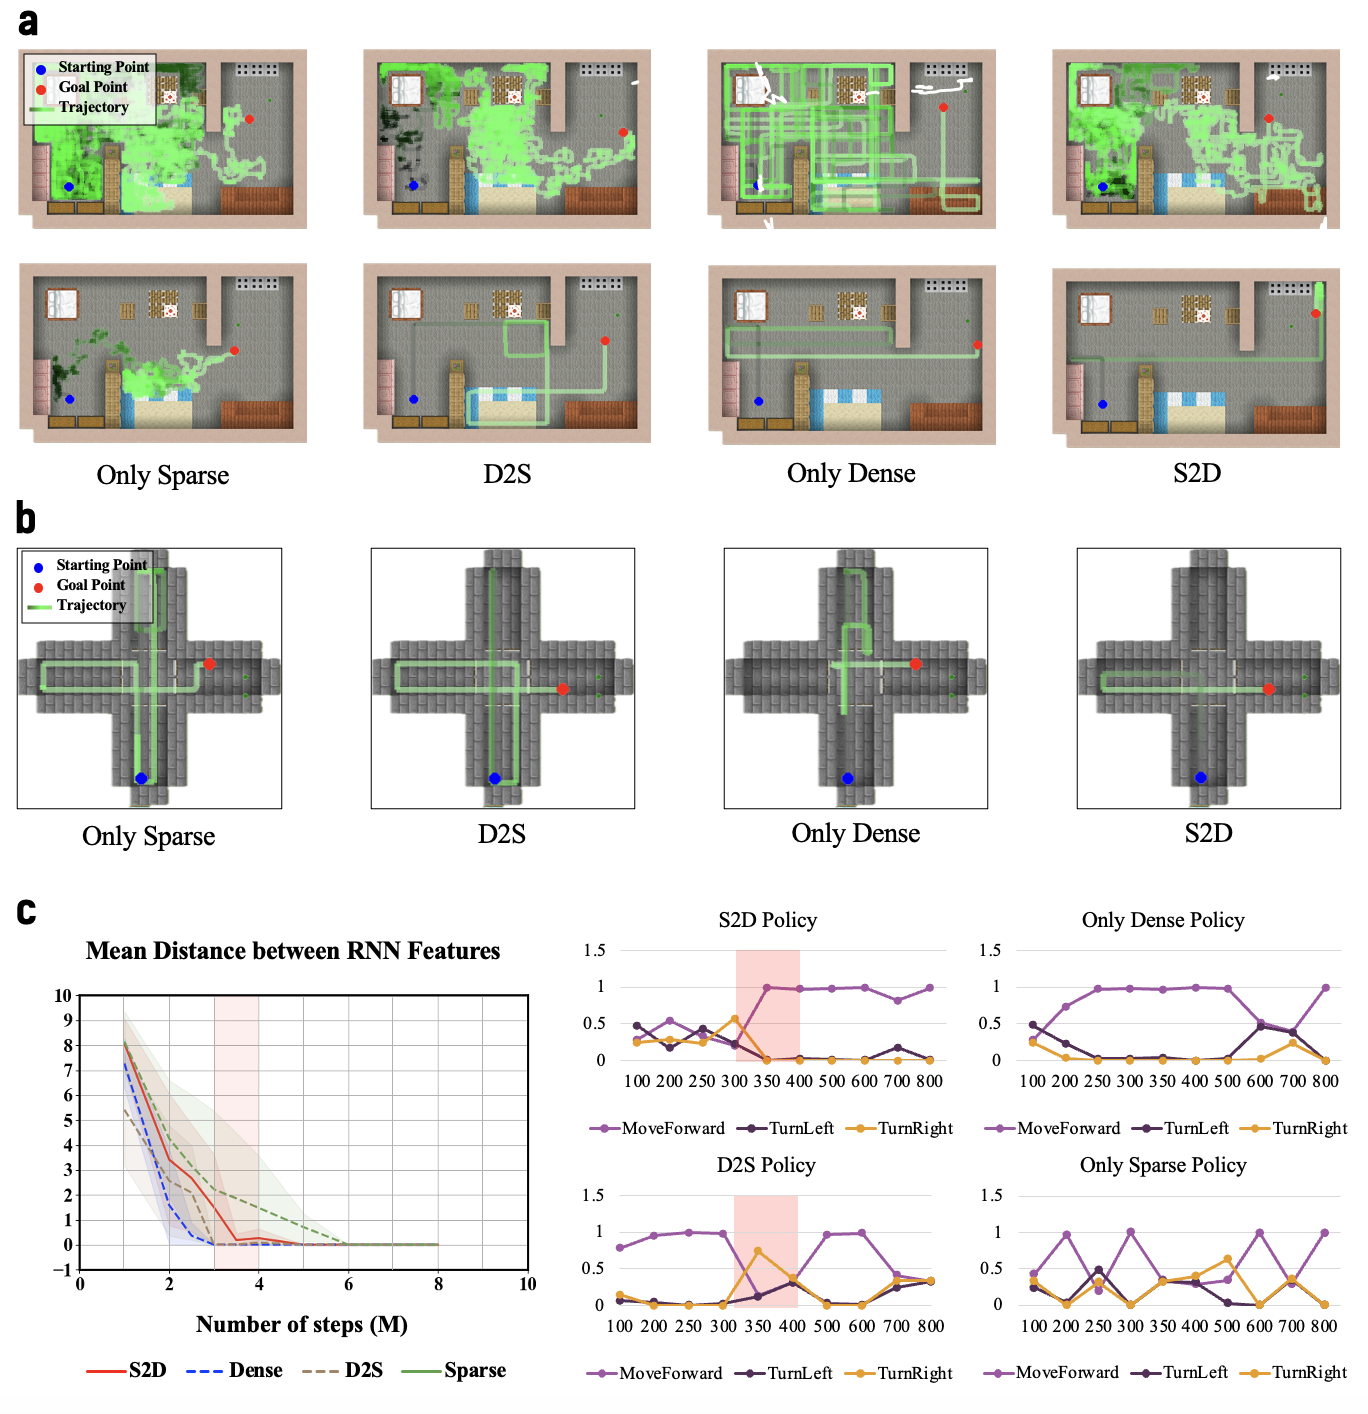 a
Starting Point
Goal Point
Trajectory
Only Sparse
D2S
Only Dense
S2D
b
Starting Point
Goal Point
Trajectory
Only Sparse
D2S
Only Dense
S2D
c
Mean Distance between RNN Features
10
9
8
7
6
5
4
3
2
1
0
−1
0 2 4 6 8 10
Number of steps (M)
S2D Dense D2S Sparse
S2D Policy
1.5
1
0.5
0
100 200 250 300 350 400 500 600 700 800
MoveForward TurnLeft TurnRight
Only Dense Policy
1.5
1
0.5
0
100 200 250 300 350 400 500 600 700 800
MoveForward TurnLeft TurnRight
D2S Policy
1.5
1
0.5
0
100 200 250 300 350 400 500 600 700 800
MoveForward TurnLeft TurnRight
Only Sparse Policy
1.5
1
0.5
0
100 200 250 300 350 400 500 600 700 800
MoveForward TurnLeft TurnRight